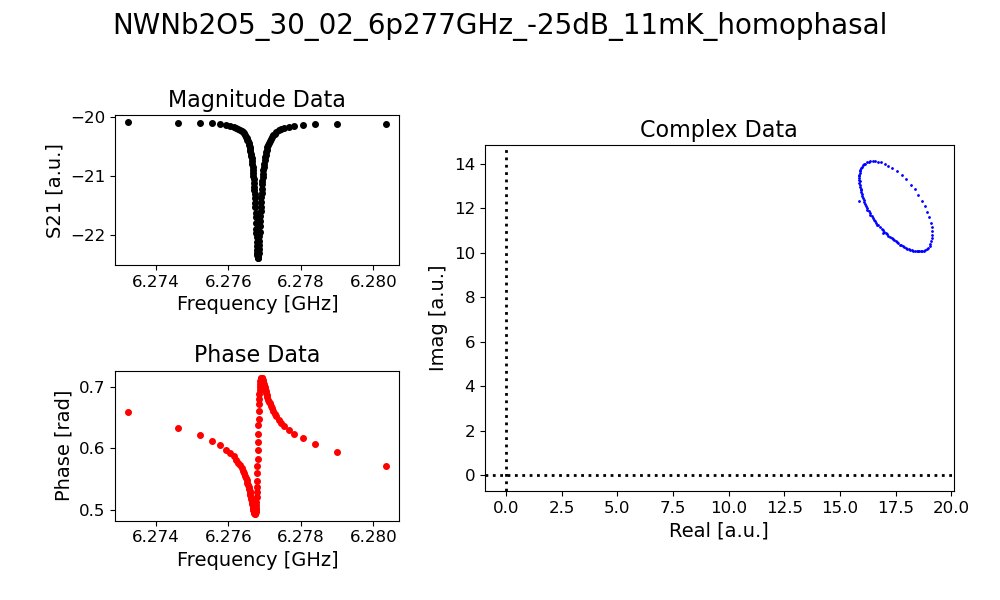 NWNb2O5_30_02_6p277GHz_-25dB_11mK_homophasal
Magnitude Data
S21 [a.u.]
−20
−21
−22
6.274 6.276 6.278 6.280
Frequency [GHz]
Phase Data
Phase [rad]
0.7
0.6
0.5
6.274 6.276 6.278 6.280
Frequency [GHz]
Complex Data
Imag [a.u.]
14
12
10
8
6
4
2
0
0.0 2.5 5.0 7.5 10.0 12.5 15.0 17.5 20.0
Real [a.u.]